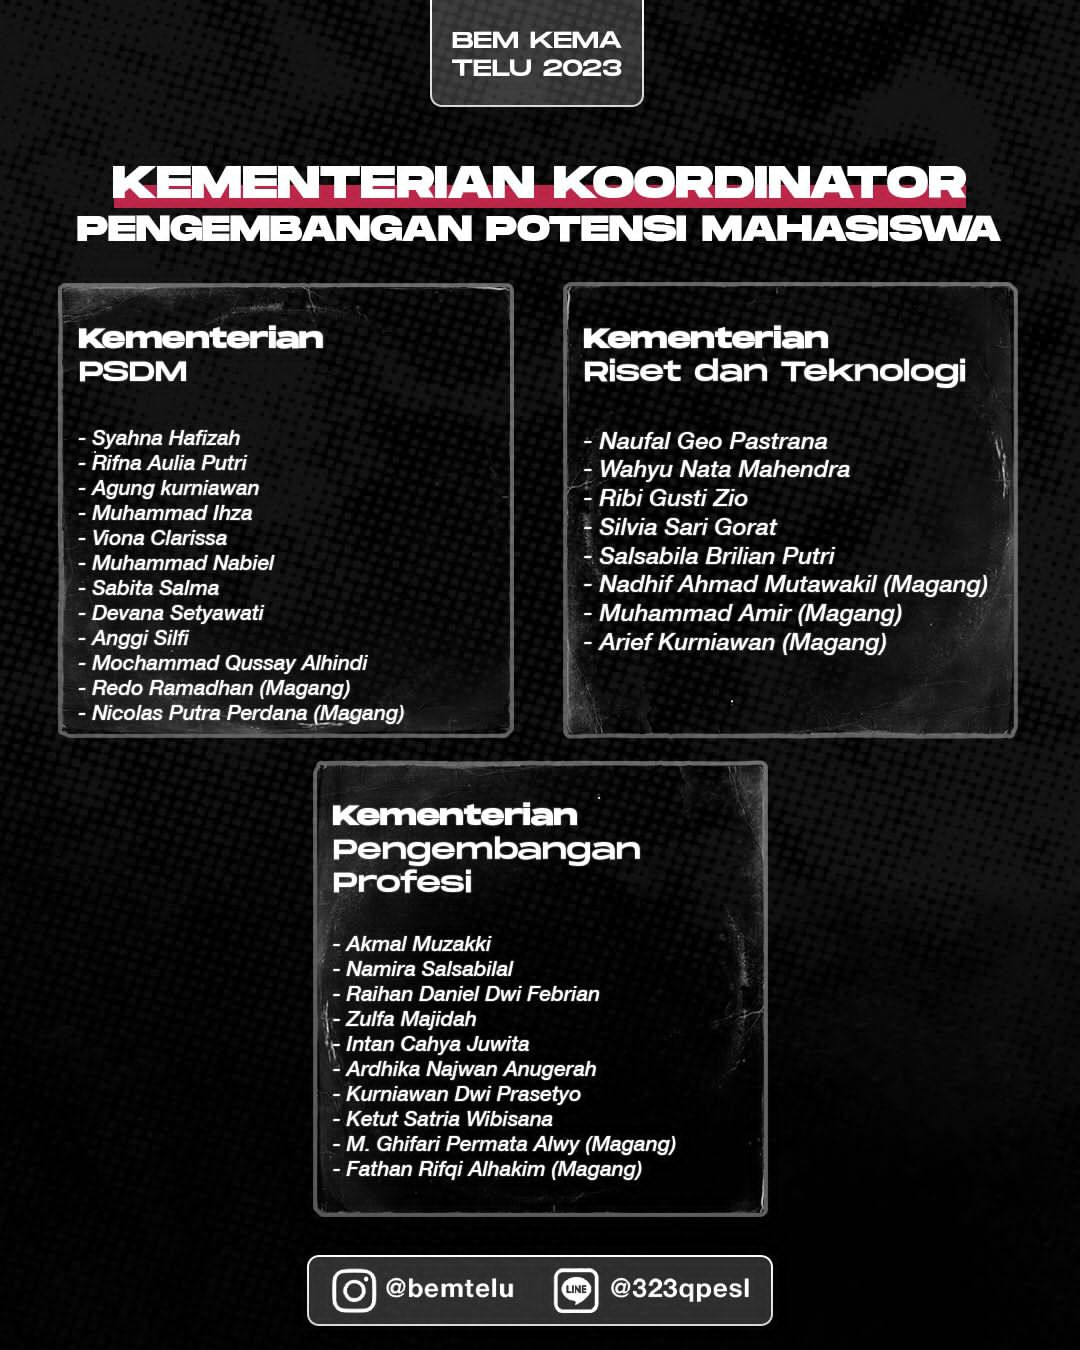 BEM KEMA
TELU 2023
KEMENTERIAN KOORDINATOR
PENGEMBANGAN POTENSI MAHASISWA
Kementerian
PSDM
- Syahna Hafizah
- Rifna Aulia Putri
- Agung kurniawan
- Muhammad Ihza
- Viona Clarissa
- Muhammad Nabiel
- Sabita Salma
- Devana Setyawati
- Anggi Silfi
- Mochammad Qussay Alhindi
- Redo Ramadhan (Magang)
- Nicolas Putra Perdana (Magang)
Kementerian
Riset dan Teknologi
- Naufal Geo Pastrana
- Wahyu Nata Mahendra
- Ribi Gusti Zio
- Silvia Sari Gorat
- Salsabila Brilian Putri
- Nadhif Ahmad Mutawakil (Magang)
- Muhammad Amir (Magang)
- Arief Kurniawan (Magang)
Kementerian
Pengembangan
Profesi
- Akmal Muzakki
- Namira Salsabilal
- Raihan Daniel Dwi Febrian
- Zulfa Majidah
- Intan Cahya Juwita
- Ardhika Najwan Anugerah
- Kurniawan Dwi Prasetyo
- Ketut Satria Wibisana
- M. Ghifari Permata Alwy (Magang)
- Fathan Rifqi Alhakim (Magang)
@bemtelu LINE @323qpesl